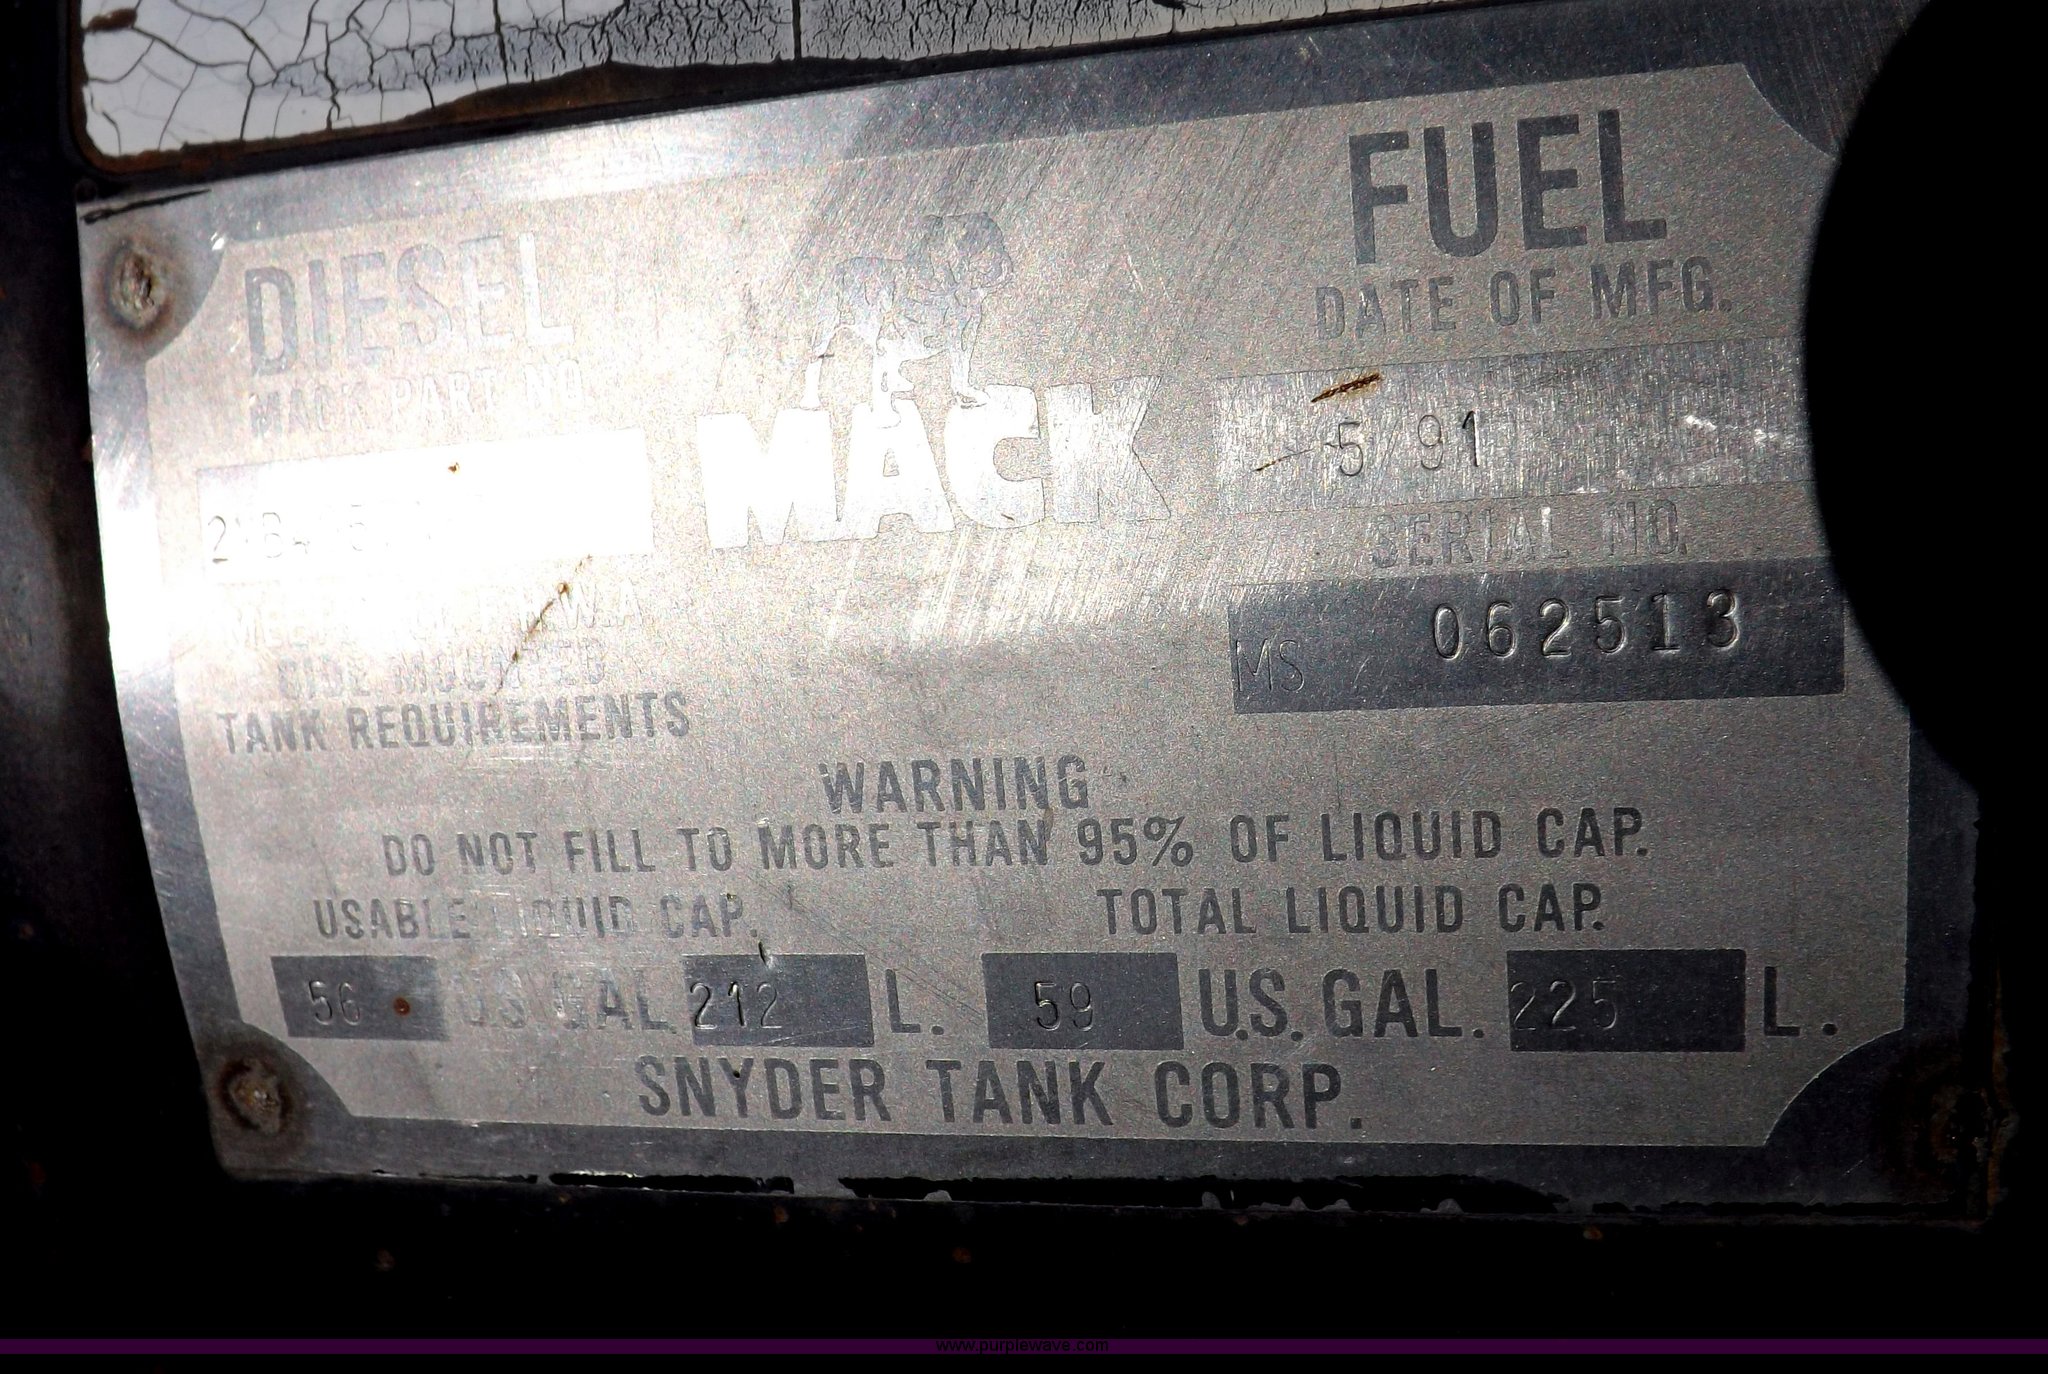 DIESEL
FUEL
MACK PART NO.
MACK
DATE OF MFG.
5 91
SERIAL NO.
MS 062513
MEETS ALL F.H.W.A.
SIDE MOUNTED
TANK REQUIREMENTS
WARNING
DO NOT FILL TO MORE THAN 95% OF LIQUID CAP.
USABLE LIQUID CAP.
TOTAL LIQUID CAP.
56 U.S. GAL. 212 L. 59 U.S. GAL. 225 L.
SNYDER TANK CORP.
www.purplewave.com